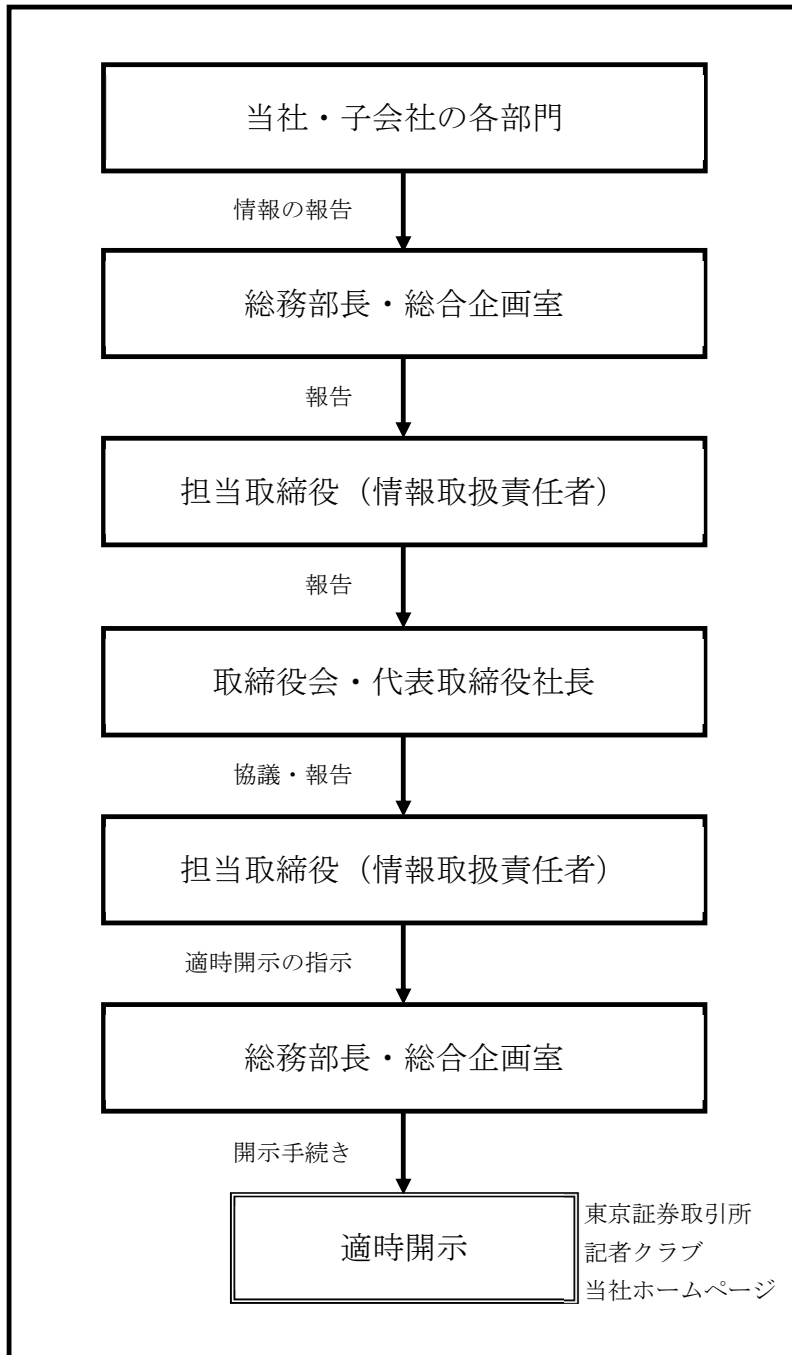 当社・子会社の各部門
情報の報告
総務部長・総合企画室
報告
担当取締役（情報取扱責任者）
報告
取締役会・代表取締役社長
協議・報告
担当取締役（情報取扱責任者）
適時開示の指示
総務部長・総合企画室
開示手続き
適時開示
東京証券取引所
記者クラブ
当社ホームページ